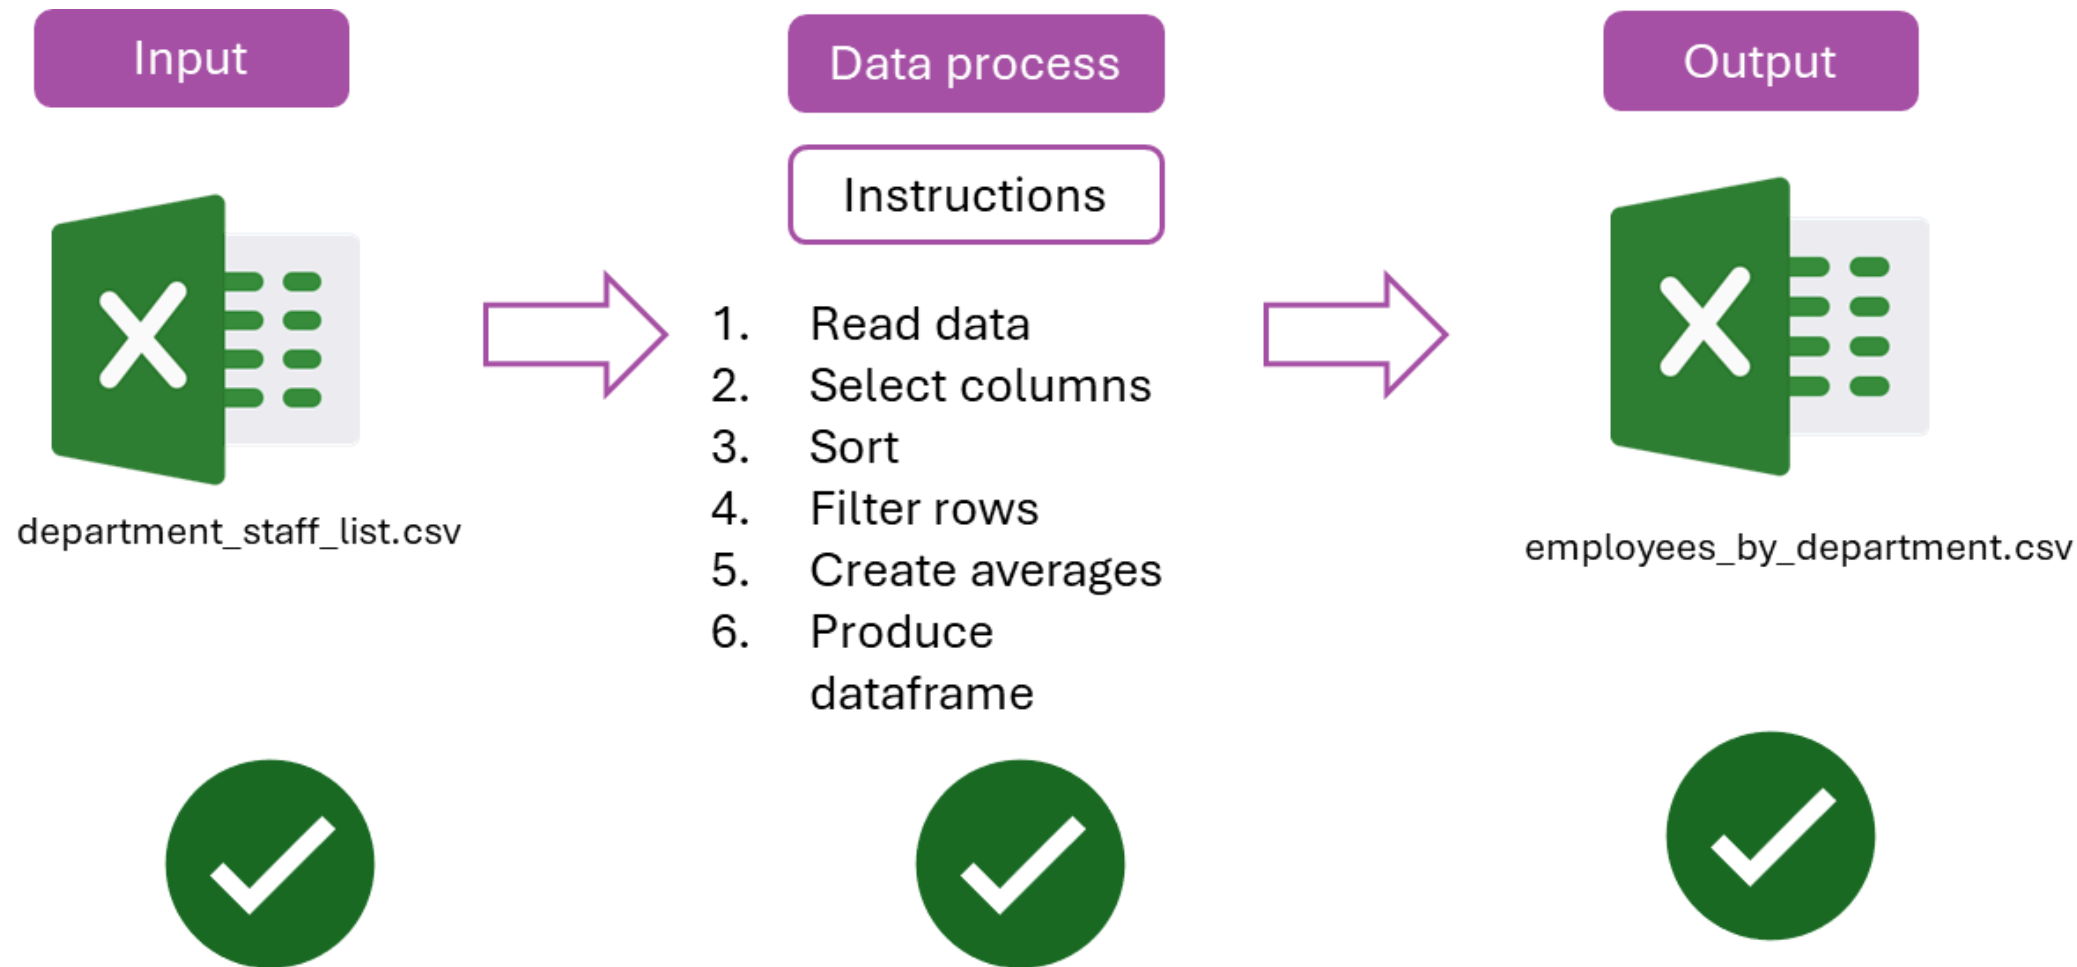 Input
department_staff_list.csv
Data process
Instructions
1. Read data
2. Select columns
3. Sort
4. Filter rows
5. Create averages
6. Produce
dataframe
Output
X
employees_by_department.csv